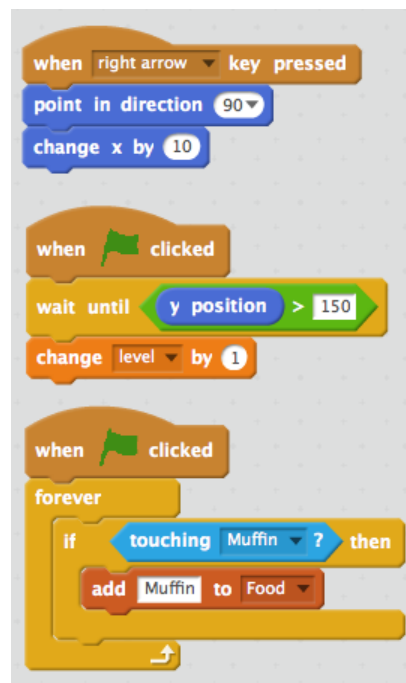 when right arrow key pressed
point in direction 90
change x by 10
when clicked
wait until y position > 150
change level by 1
when clicked
forever
if touching Muffin ? then
add Muffin to Food